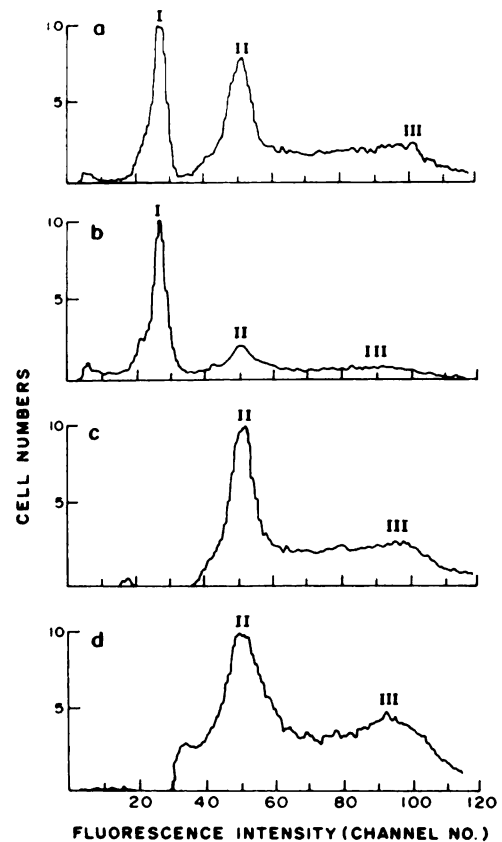 I
10
a
II
5
III
I
10
b
5
II
III
CELL NUMBERS
II
10
c
5
III
II
10
d
5
III
20 40 60 80 100 120
FLUORESCENCE INTENSITY (CHANNEL NO.)